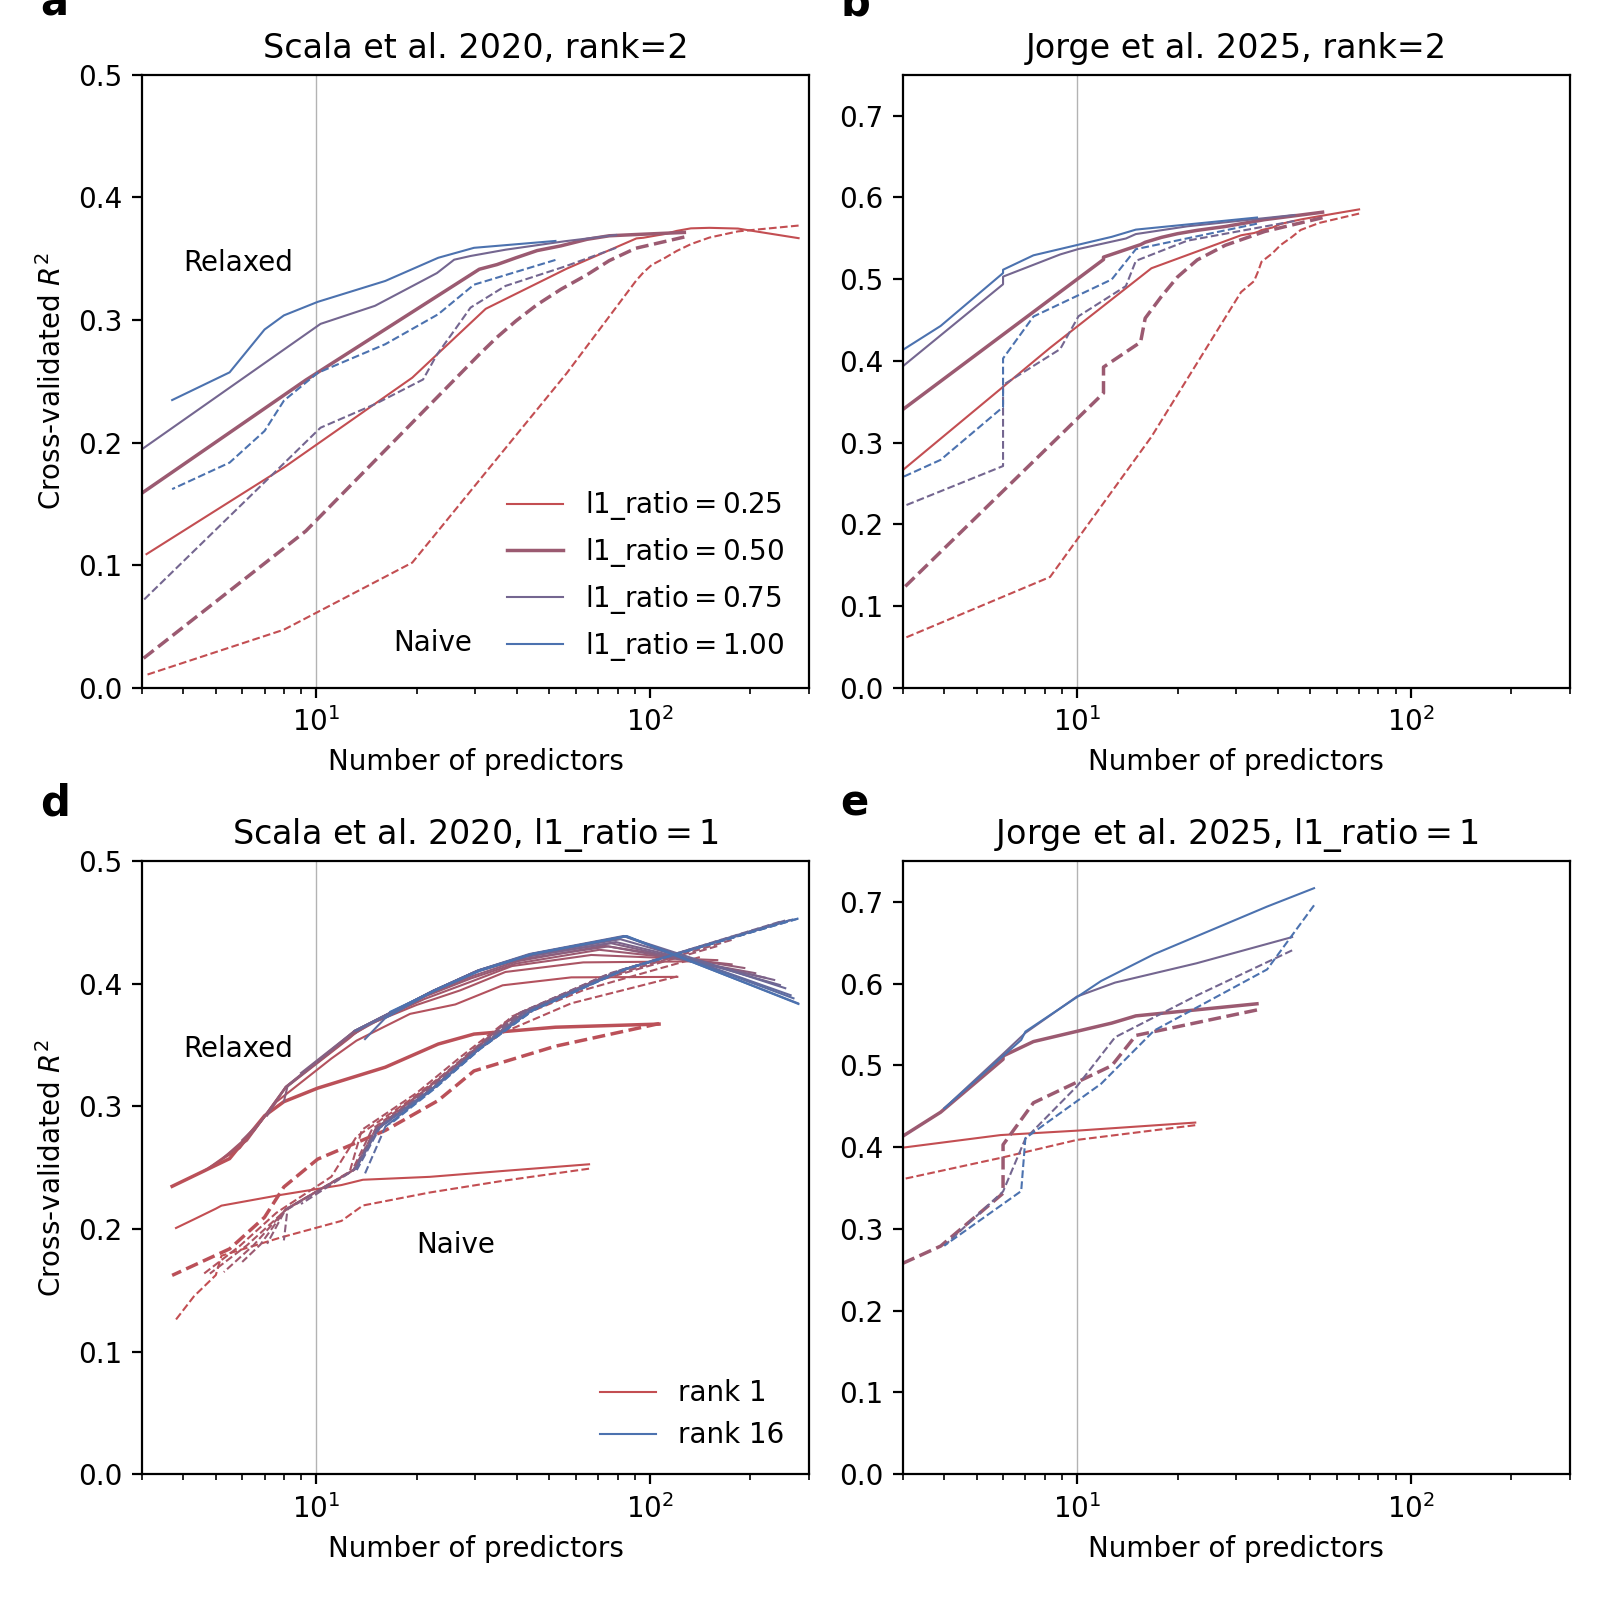 a
Scala et al. 2020, rank=2
0.5
0.4
0.3
0.2
0.1
0.0
Cross-validated R²
Relaxed
Naive
l1_ratio = 0.25
l1_ratio = 0.50
l1_ratio = 0.75
l1_ratio = 1.00
10¹
10²
Number of predictors
b
Jorge et al. 2025, rank=2
0.7
0.6
0.5
0.4
0.3
0.2
0.1
0.0
10¹
10²
Number of predictors
d
Scala et al. 2020, l1_ratio = 1
0.5
0.4
0.3
0.2
0.1
0.0
Cross-validated R²
Relaxed
Naive
rank 1
rank 16
10¹
10²
Number of predictors
e
Jorge et al. 2025, l1_ratio = 1
0.7
0.6
0.5
0.4
0.3
0.2
0.1
0.0
10¹
10²
Number of predictors